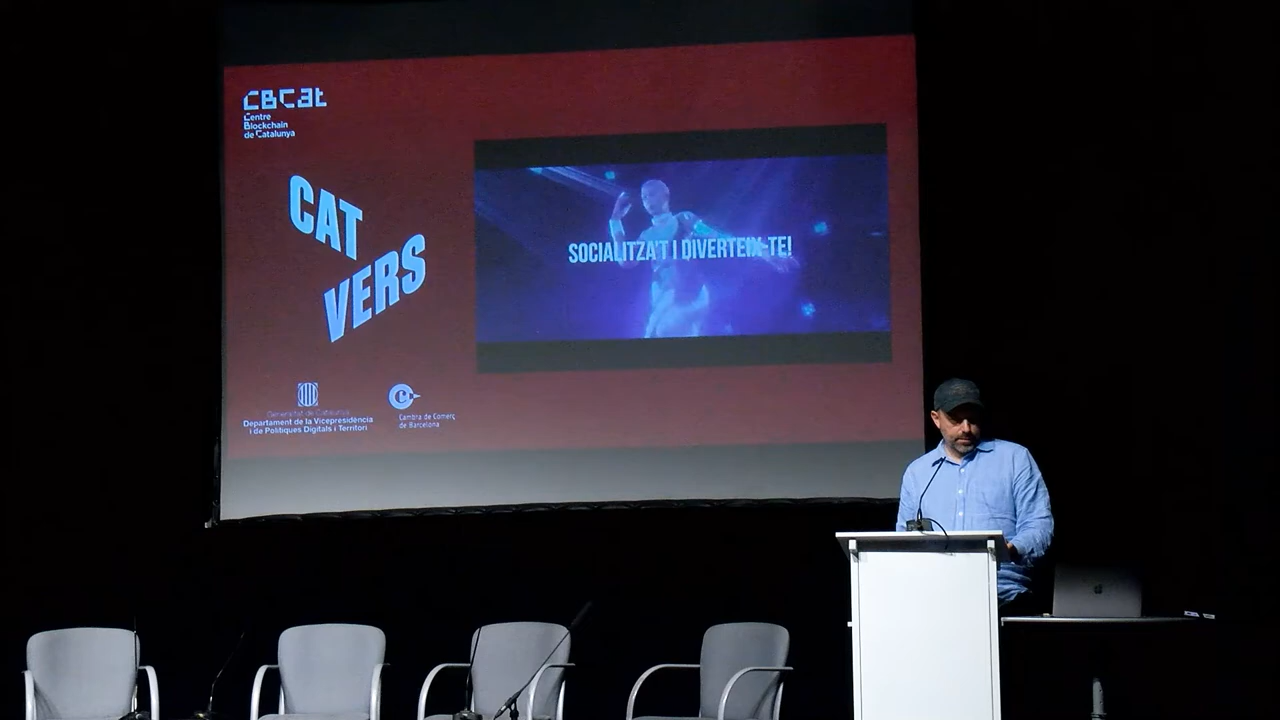 CBCat
Centre
Blockchain
de Catalunya
CAT
VERS
SOCIALITZA'T I DIVERTEIX-TE!
Generalitat de Catalunya
Departament de la Vicepresidència
i de Polítiques Digitals i Territori
Cambra de Comerç
de Barcelona